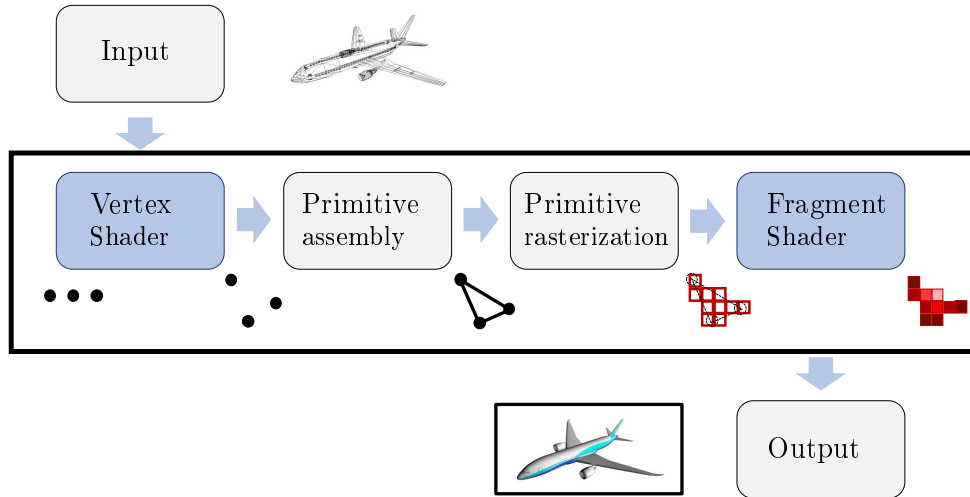 Input
Vertex
Shader
Primitive
assembly
Primitive
rasterization
Fragment
Shader
Output